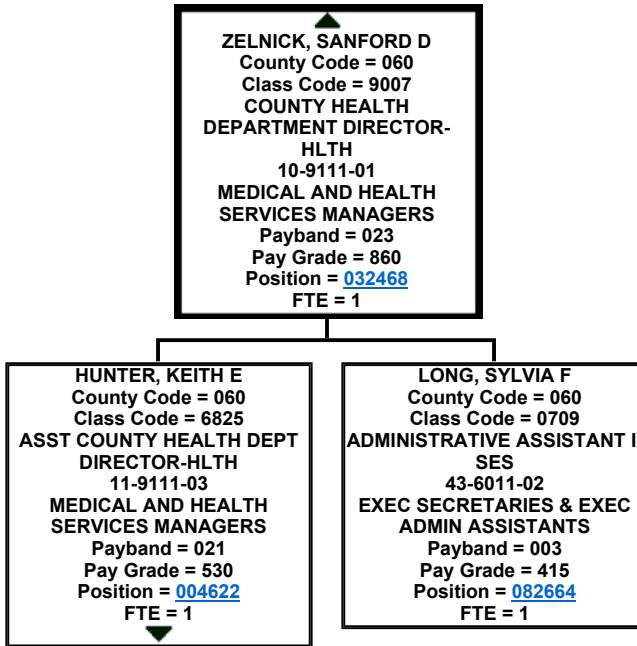 ZELNICK, SANFORD D
County Code = 060
Class Code = 9007
COUNTY HEALTH
DEPARTMENT DIRECTOR-
HLTH
10-9111-01
MEDICAL AND HEALTH
SERVICES MANAGERS
Payband = 023
Pay Grade = 860
Position = 032468
FTE = 1
HUNTER, KEITH E
County Code = 060
Class Code = 6825
ASST COUNTY HEALTH DEPT
DIRECTOR-HLTH
11-9111-03
MEDICAL AND HEALTH
SERVICES MANAGERS
Payband = 021
Pay Grade = 530
Position = 004622
FTE = 1
LONG, SYLVIA F
County Code = 060
Class Code = 0709
ADMINISTRATIVE ASSISTANT I
SES
43-6011-02
EXEC SECRETARIES & EXEC
ADMIN ASSISTANTS
Payband = 003
Pay Grade = 415
Position = 082664
FTE = 1